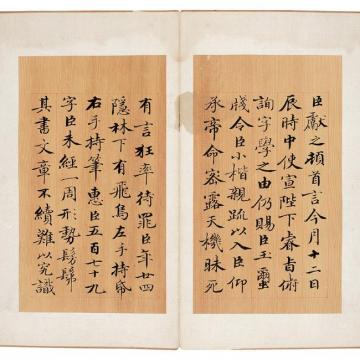 臣獻之頓首言今月十二日
辰時中使宣陛下睿旨俯
詢字學之由仍賜臣玉璽
牋令臣小楷親疏以入臣仰
承帝命密露天機昧死
有言狂率待罪臣年廿四
隱林下有飛鳥左手持帋
右手持筆惠臣五百七十九
字臣未經一周形勢髣髴
其書文章不續難以究識